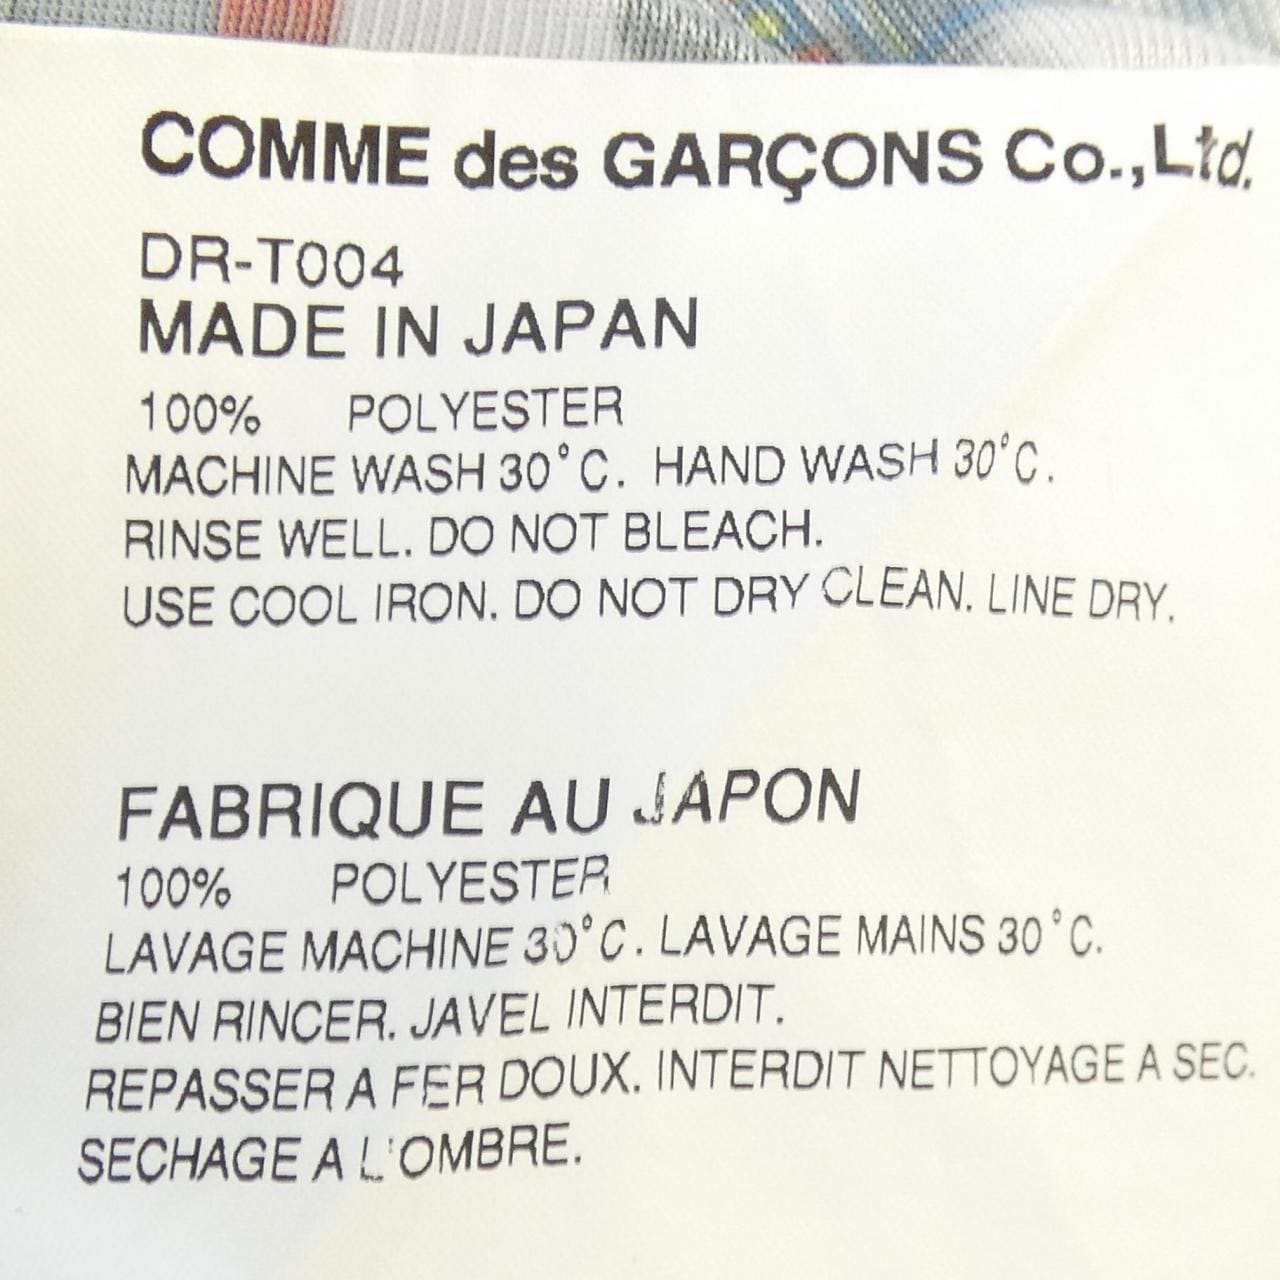 COMME des GARÇONS Co.,Ltd.
DR-T004
MADE IN JAPAN
100% POLYESTER
MACHINE WASH 30°C. HAND WASH 30°C.
RINSE WELL. DO NOT BLEACH.
USE COOL IRON. DO NOT DRY CLEAN. LINE DRY.
FABRIQUE AU JAPON
100% POLYESTER
LAVAGE MACHINE 30°C. LAVAGE MAINS 30°C.
BIEN RINCER. JAVEL INTERDIT.
REPASSER A FER DOUX. INTERDIT NETTOYAGE A SEC.
SECHAGE A L'OMBRE.